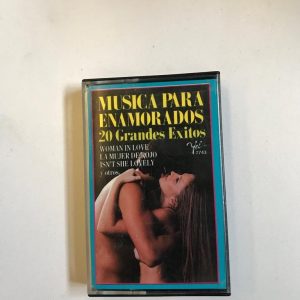 MUSICA PARA
ENAMORADOS
20 Grandes Exitos
WOMAN IN LOVE
LA MUJER DE ROJO
ISN'T SHE LOVELY
y otros.